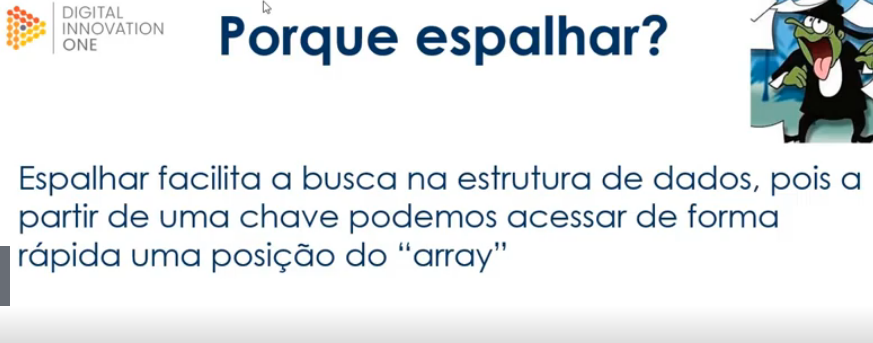 DIGITAL
INNOVATION
ONE
Porque espalhar?
Espalhar facilita a busca na estrutura de dados, pois a
partir de uma chave podemos acessar de forma
rápida uma posição do “array”